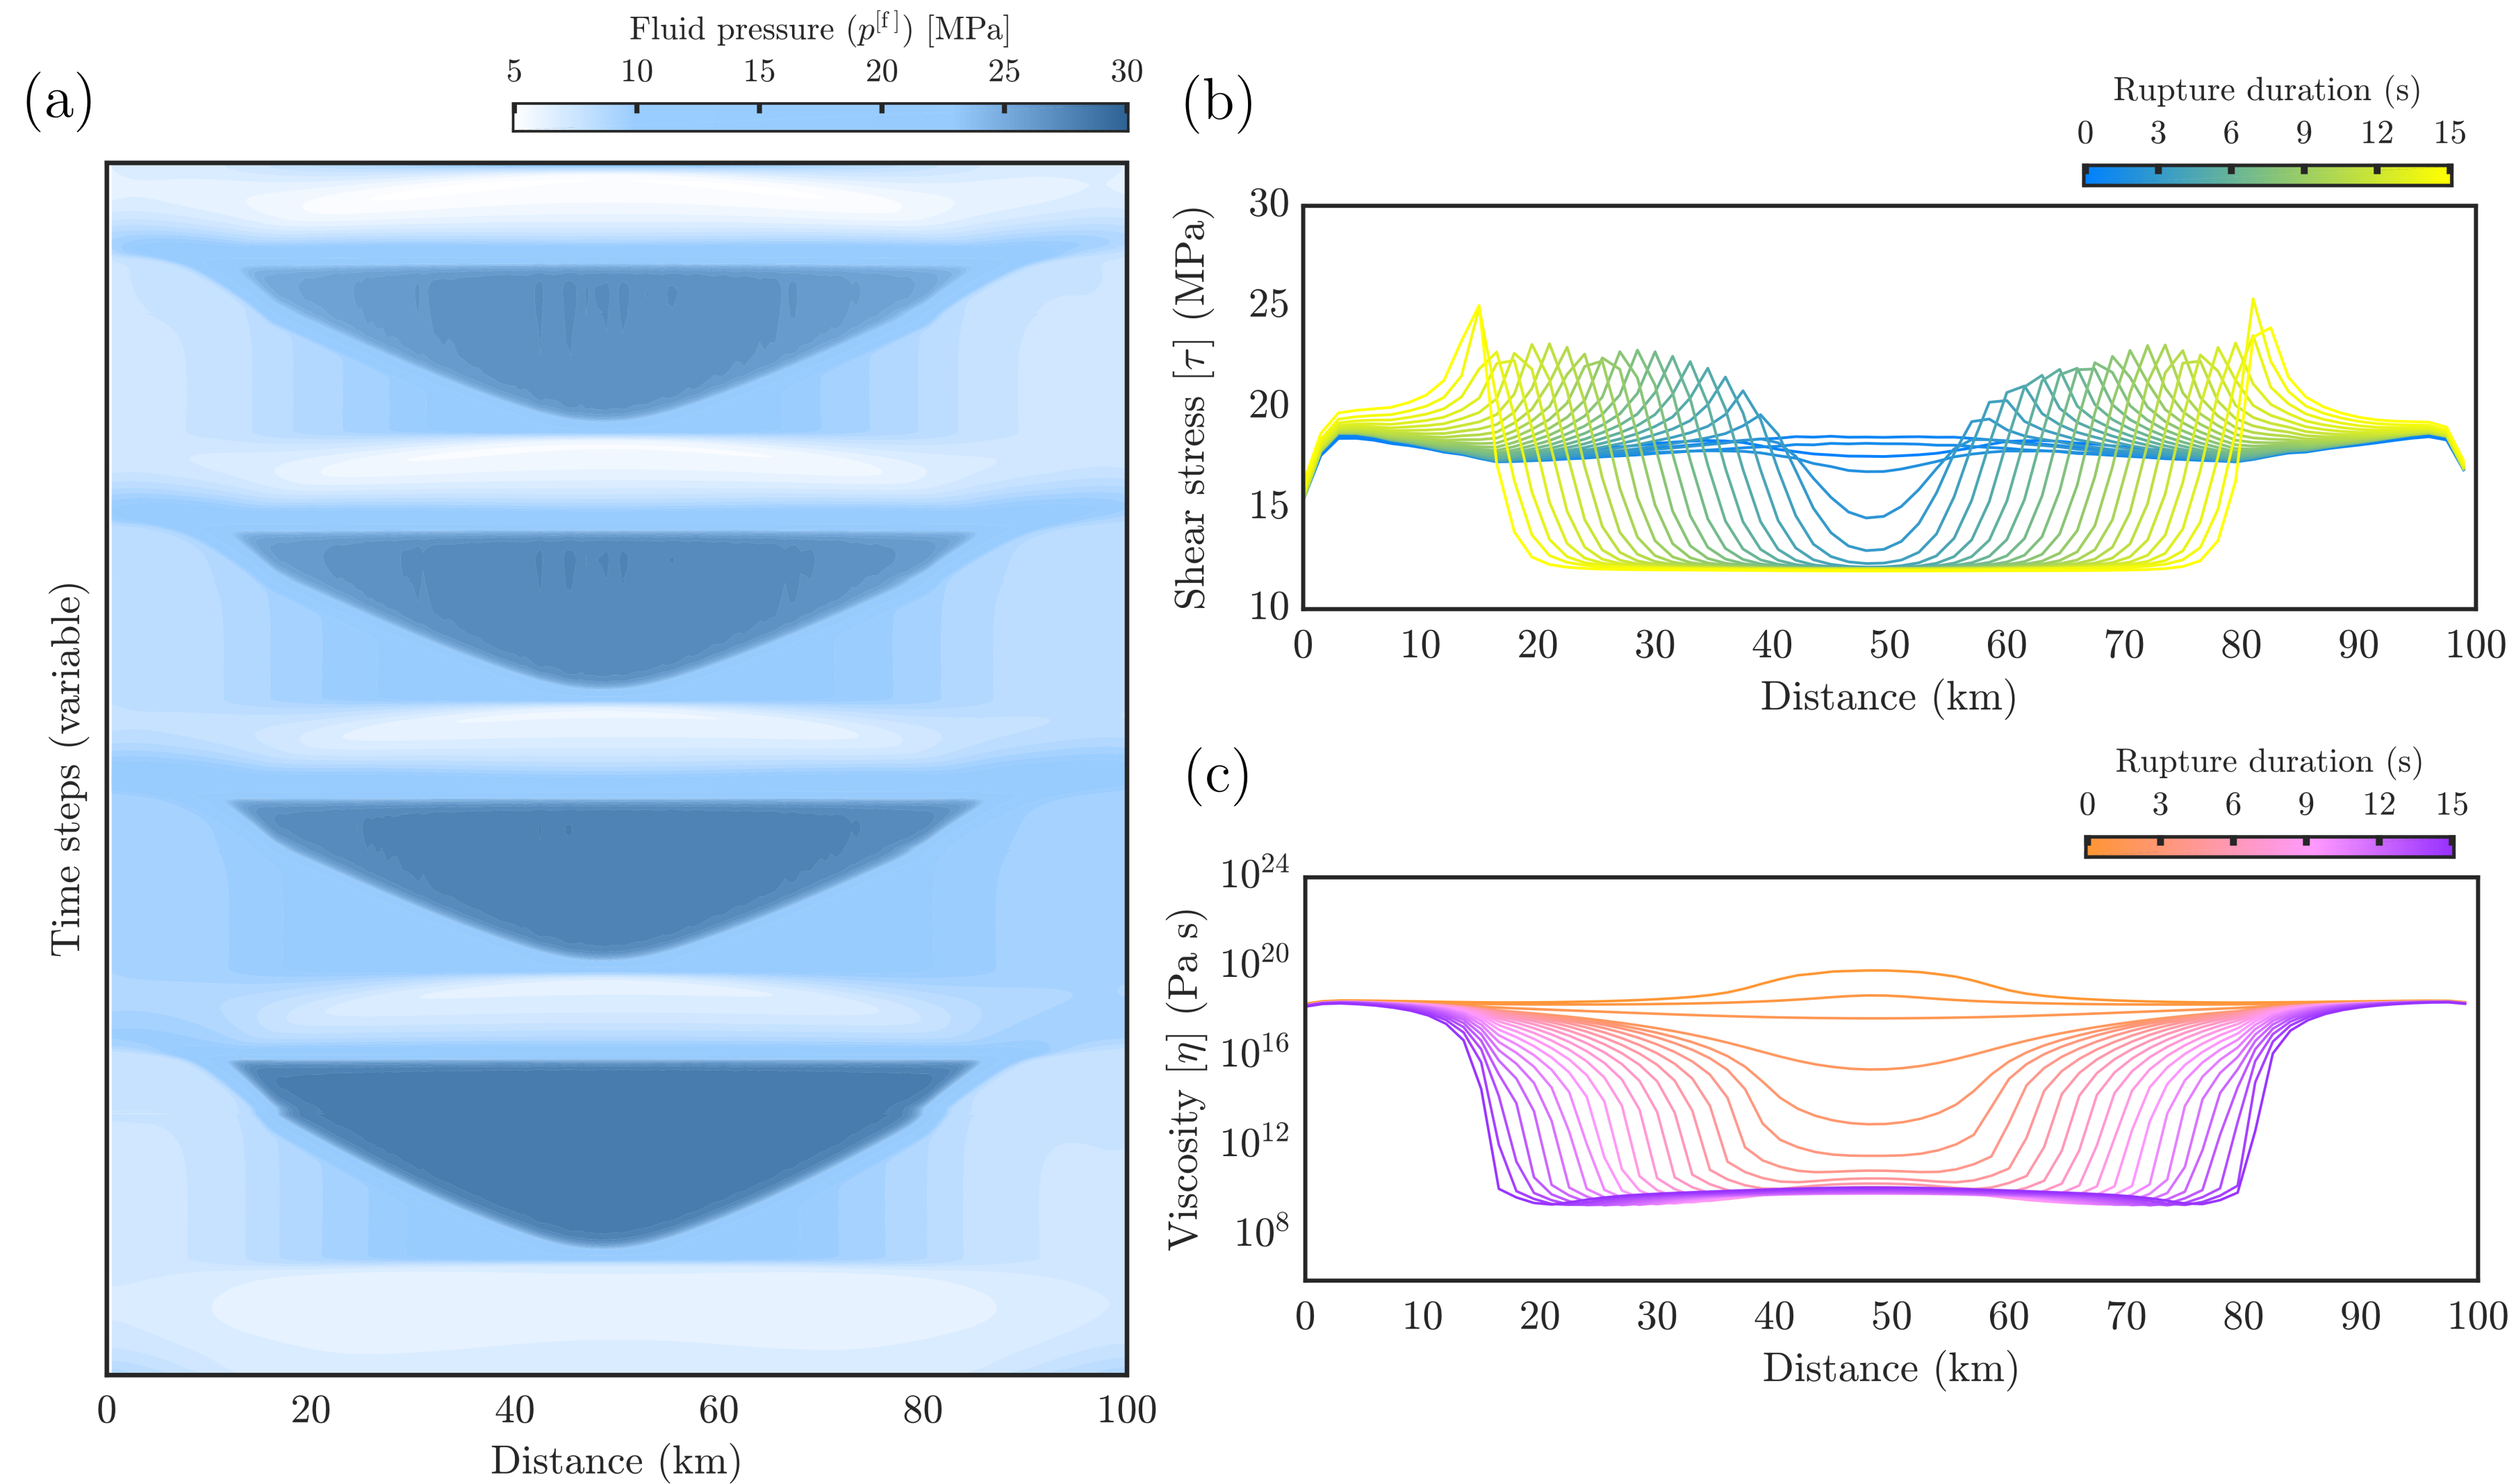 (a)
Fluid pressure (p^[f]) [MPa]
5 10 15 20 25 30
Time steps (variable)
0 20 40 60 80 100
Distance (km)
(b)
Rupture duration (s)
0 3 6 9 12 15
Shear stress [τ] (MPa)
30
25
20
15
10
0 10 20 30 40 50 60 70 80 90 100
Distance (km)
(c)
Rupture duration (s)
0 3 6 9 12 15
Viscosity [η] (Pa s)
10^24
10^20
10^16
10^12
10^8
0 10 20 30 40 50 60 70 80 90 100
Distance (km)